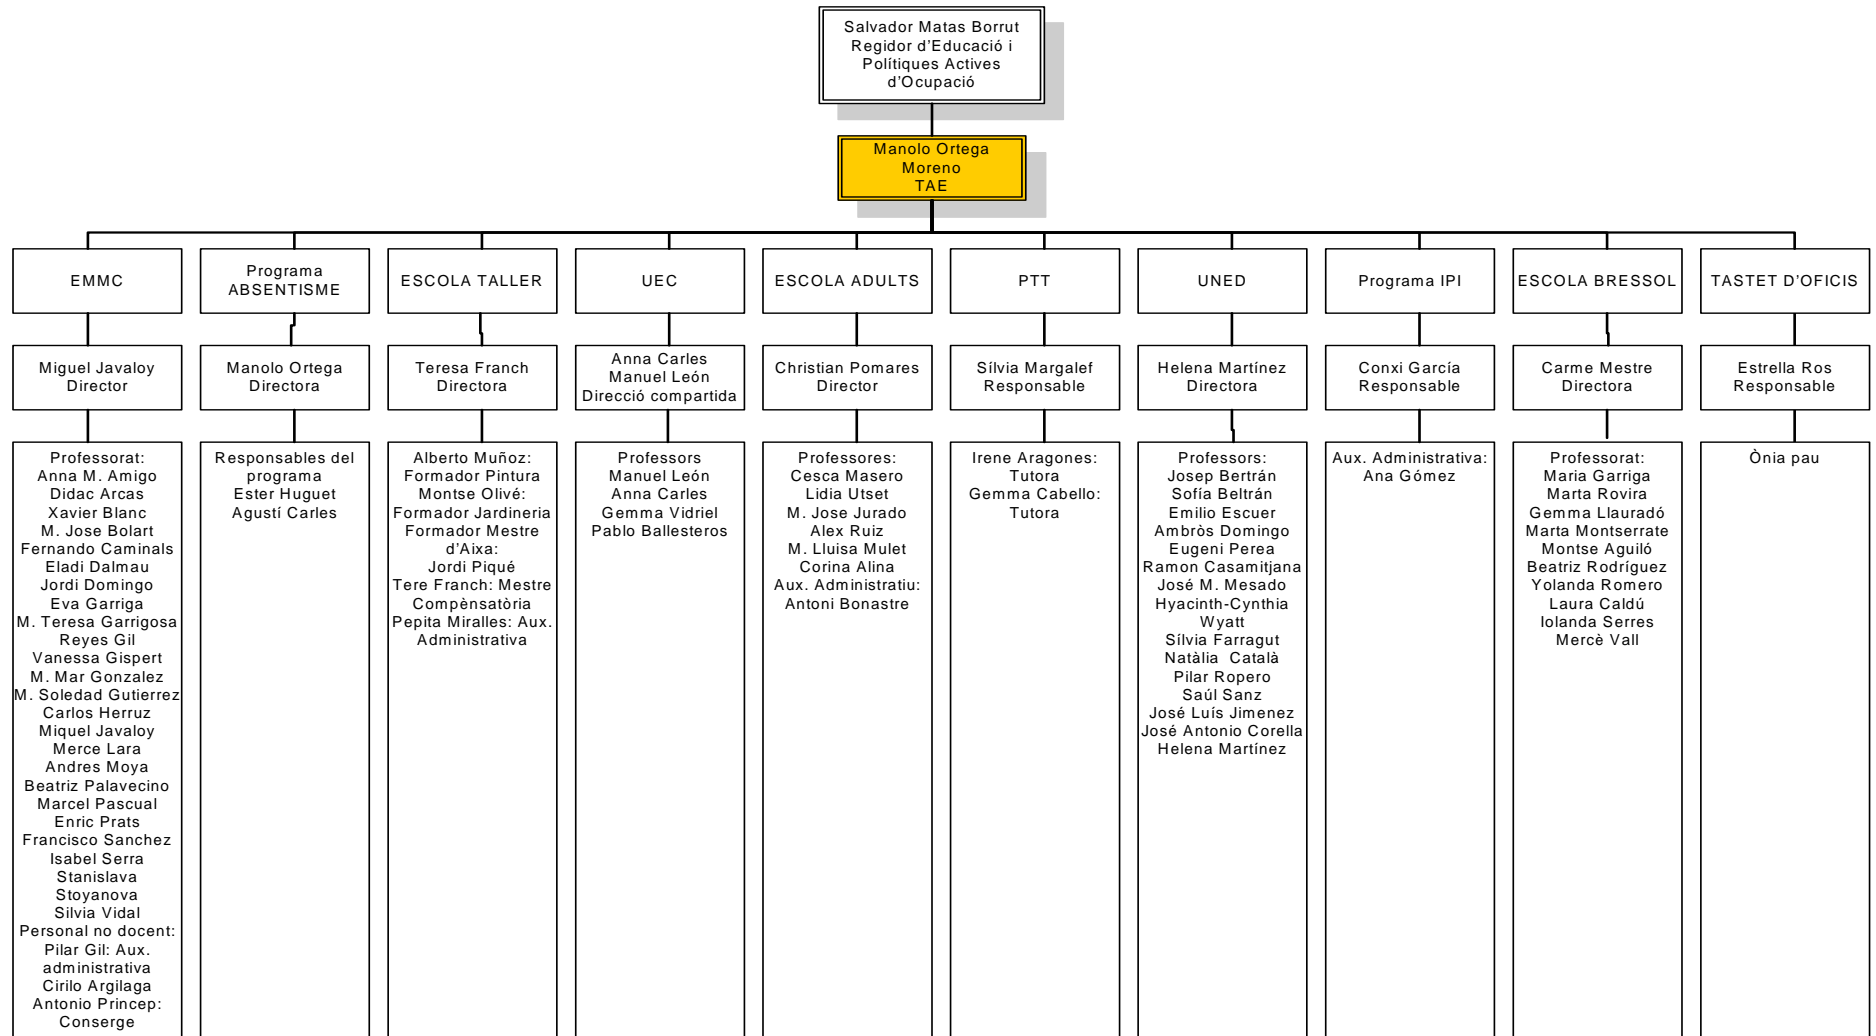 Salvador Matas Borrut
Regidor d'Educació i
Polítiques Actives
d'Ocupació
Manolo Ortega
Moreno
TAE
EMMC
Programa
ABSENTISME
ESCOLA TALLER
UEC
ESCOLA ADULTS
PTT
UNED
Programa IPI
ESCOLA BRESSOL
TASTET D'OFICIS
Miguel Javaloy
Director
Manolo Ortega
Directora
Teresa Franch
Directora
Anna Carles
Manuel León
Direcció compartida
Christian Pomares
Director
Sílvia Margalef
Responsable
Helena Martínez
Directora
Conxi García
Responsable
Carme Mestre
Directora
Estrella Ros
Responsable
Professorat:
Anna M. Amigo
Didac Arcas
Xavier Blanc
M. Jose Bolart
Fernando Caminals
Eladi Dalmau
Jordi Domingo
Eva Garriga
M. Teresa Garrigosa
Reyes Gil
Vanessa Gispert
M. Mar Gonzalez
M. Soledad Gutierrez
Carlos Herruz
Miquel Javaloy
Merce Lara
Andres Moya
Beatriz Palavecino
Marcel Pascual
Enric Prats
Francisco Sanchez
Isabel Serra
Stanislava
Stoyanova
Silvia Vidal
Personal no docent:
Pilar Gil: Aux.
administrativa
Cirilo Argilaga
Antonio Princep:
Conserge
Responsables del
programa
Ester Huguet
Agustí Carles
Alberto Muñoz:
Formador Pintura
Montse Olivé:
Formador Jardineria
Formador Mestre
d'Aixa:
Jordi Piqué
Tere Franch: Mestre
Compènsatòria
Pepita Miralles: Aux.
Administrativa
Professors
Manuel León
Anna Carles
Gemma Vidriel
Pablo Ballesteros
Professores:
Cesca Masero
Lidia Utset
M. Jose Jurado
Alex Ruiz
M. Lluisa Mulet
Corina Alina
Aux. Administratiu:
Antoni Bonastre
Irene Aragones:
Tutora
Gemma Cabello:
Tutora
Professors:
Josep Bertrán
Sofía Beltrán
Emilio Escuer
Ambròs Domingo
Eugeni Perea
Ramon Casamitjana
José M. Mesado
Hyacinth-Cynthia
Wyatt
Sílvia Farragut
Natàlia  Català
Pilar Ropero
Saúl Sanz
José Luís Jimenez
José Antonio Corella
Helena Martínez
Aux. Administrativa:
Ana Gómez
Professorat:
Maria Garriga
Marta Rovira
Gemma Llauradó
Marta Montserrate
Montse Aguiló
Beatriz Rodríguez
Yolanda Romero
Laura Caldú
Iolanda Serres
Mercè Vall
Ònia pau